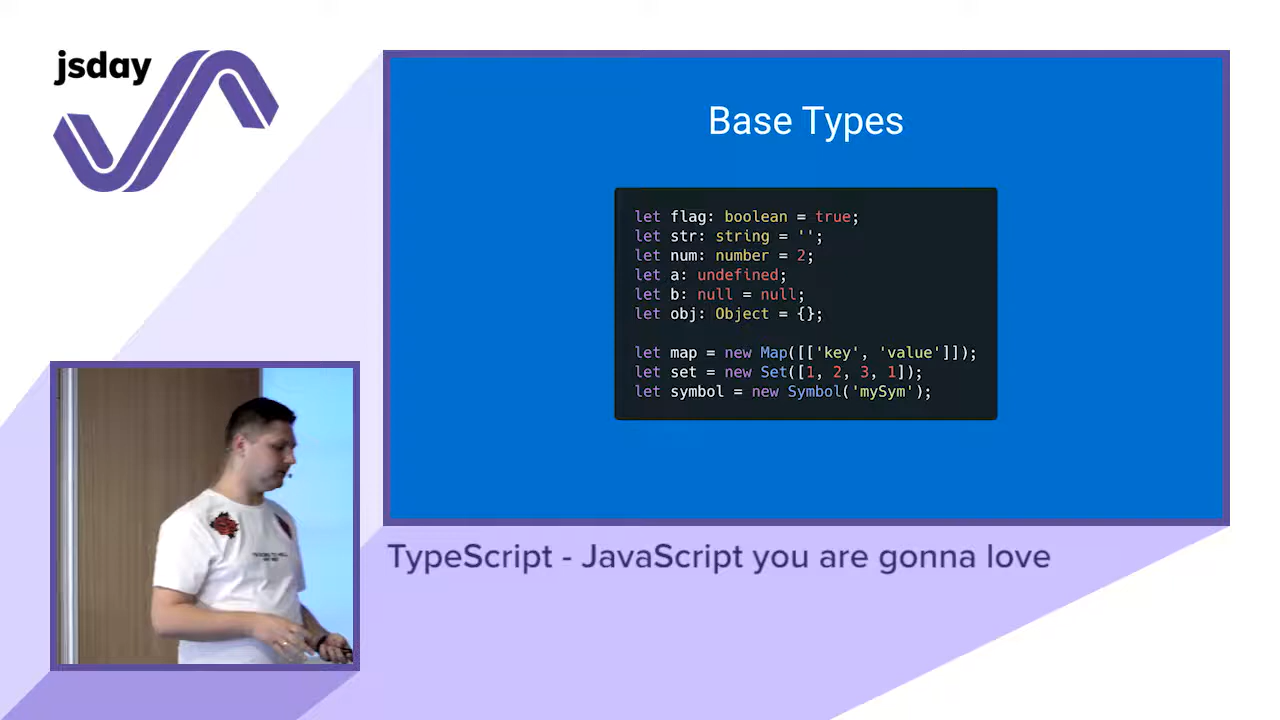 jsday
Base Types
let flag: boolean = true;
let str: string = '';
let num: number = 2;
let a: undefined;
let b: null = null;
let obj: Object = {};
let map = new Map([['key', 'value']]);
let set = new Set([1, 2, 3, 1]);
let symbol = new Symbol('mySym');
TypeScript - JavaScript you are gonna love